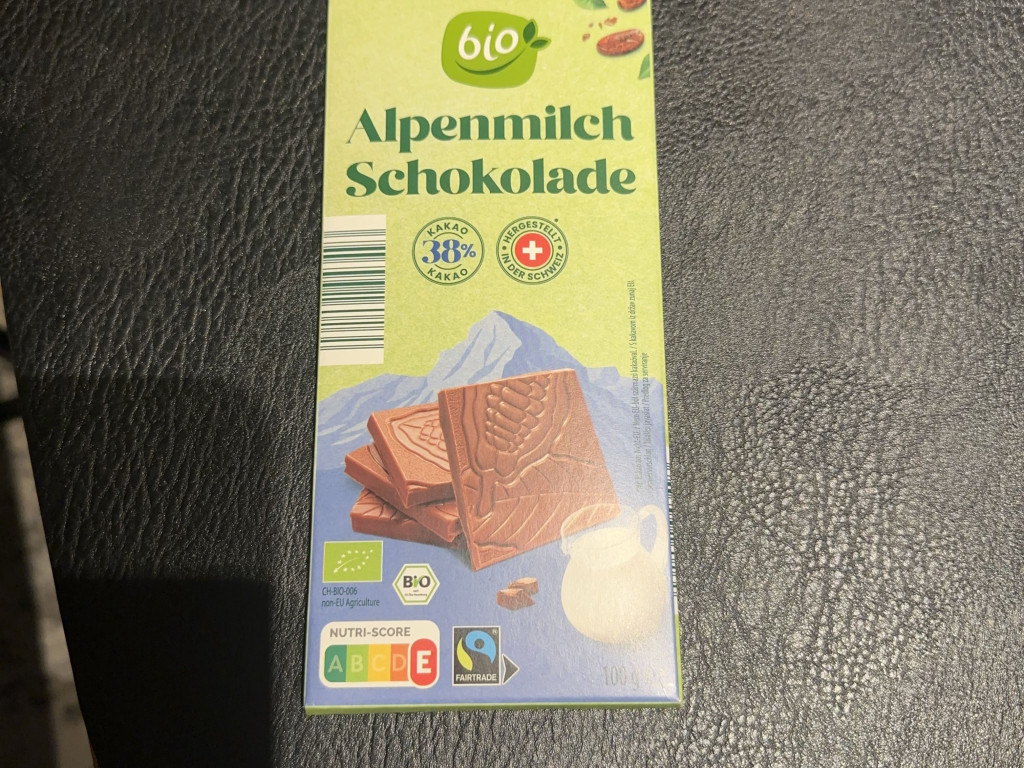 bio
Alpenmilch
Schokolade
KAKAO
38%
KAKAO
HERGESTELLT*
IN DER SCHWEIZ
CH-BIO-006
non-EU Agriculture
BiO
NUTRI-SCORE
A B C D E
FAIRTRADE
100 g